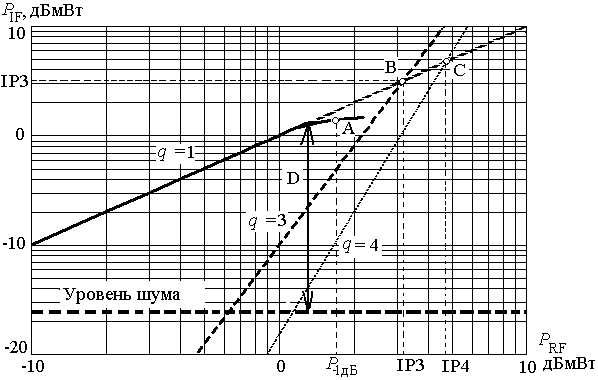 P_IF, дБмВт
10
IP3
B
C
0
A
q =1
D
q =3
q = 4
-10
Уровень шума
-20
P_RF дБмВт
-10
0
P_1дБ
IP3
IP4
10